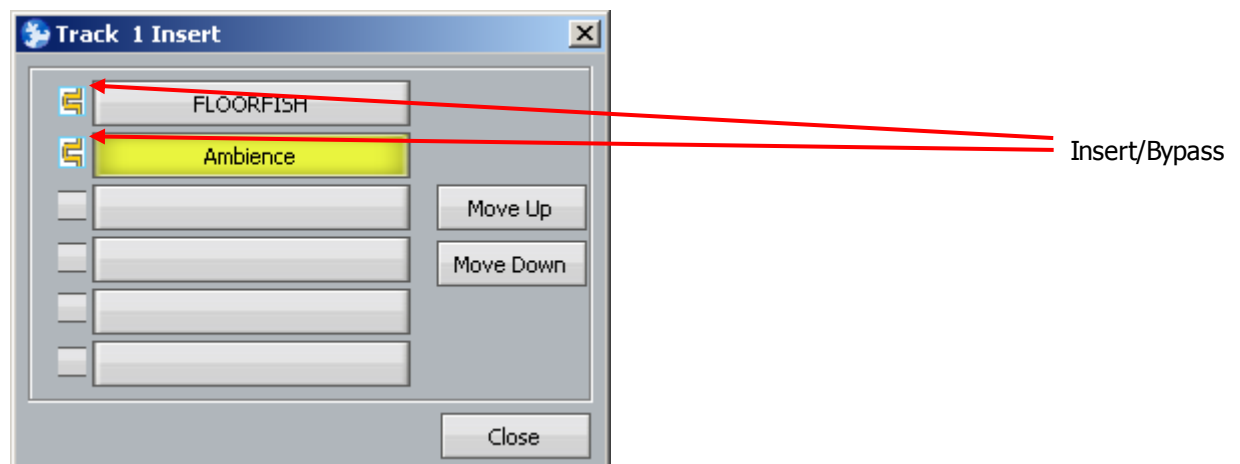 Track 1 Insert
FLOORFISH
Ambience
Insert/Bypass
Move Up
Move Down
Close